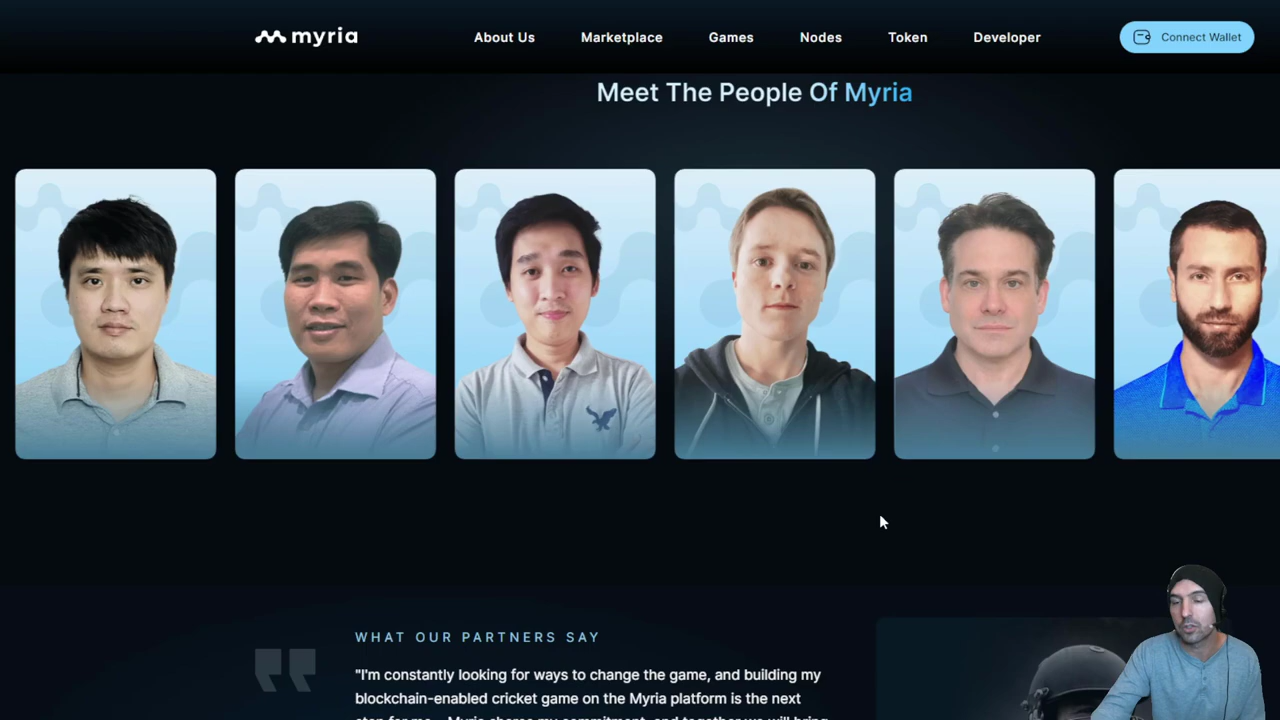 myria
About Us
Marketplace
Games
Nodes
Token
Developer
Connect Wallet
Meet The People Of Myria
WHAT OUR PARTNERS SAY
"I'm constantly looking for ways to change the game, and building my
blockchain-enabled cricket game on the Myria platform is the next